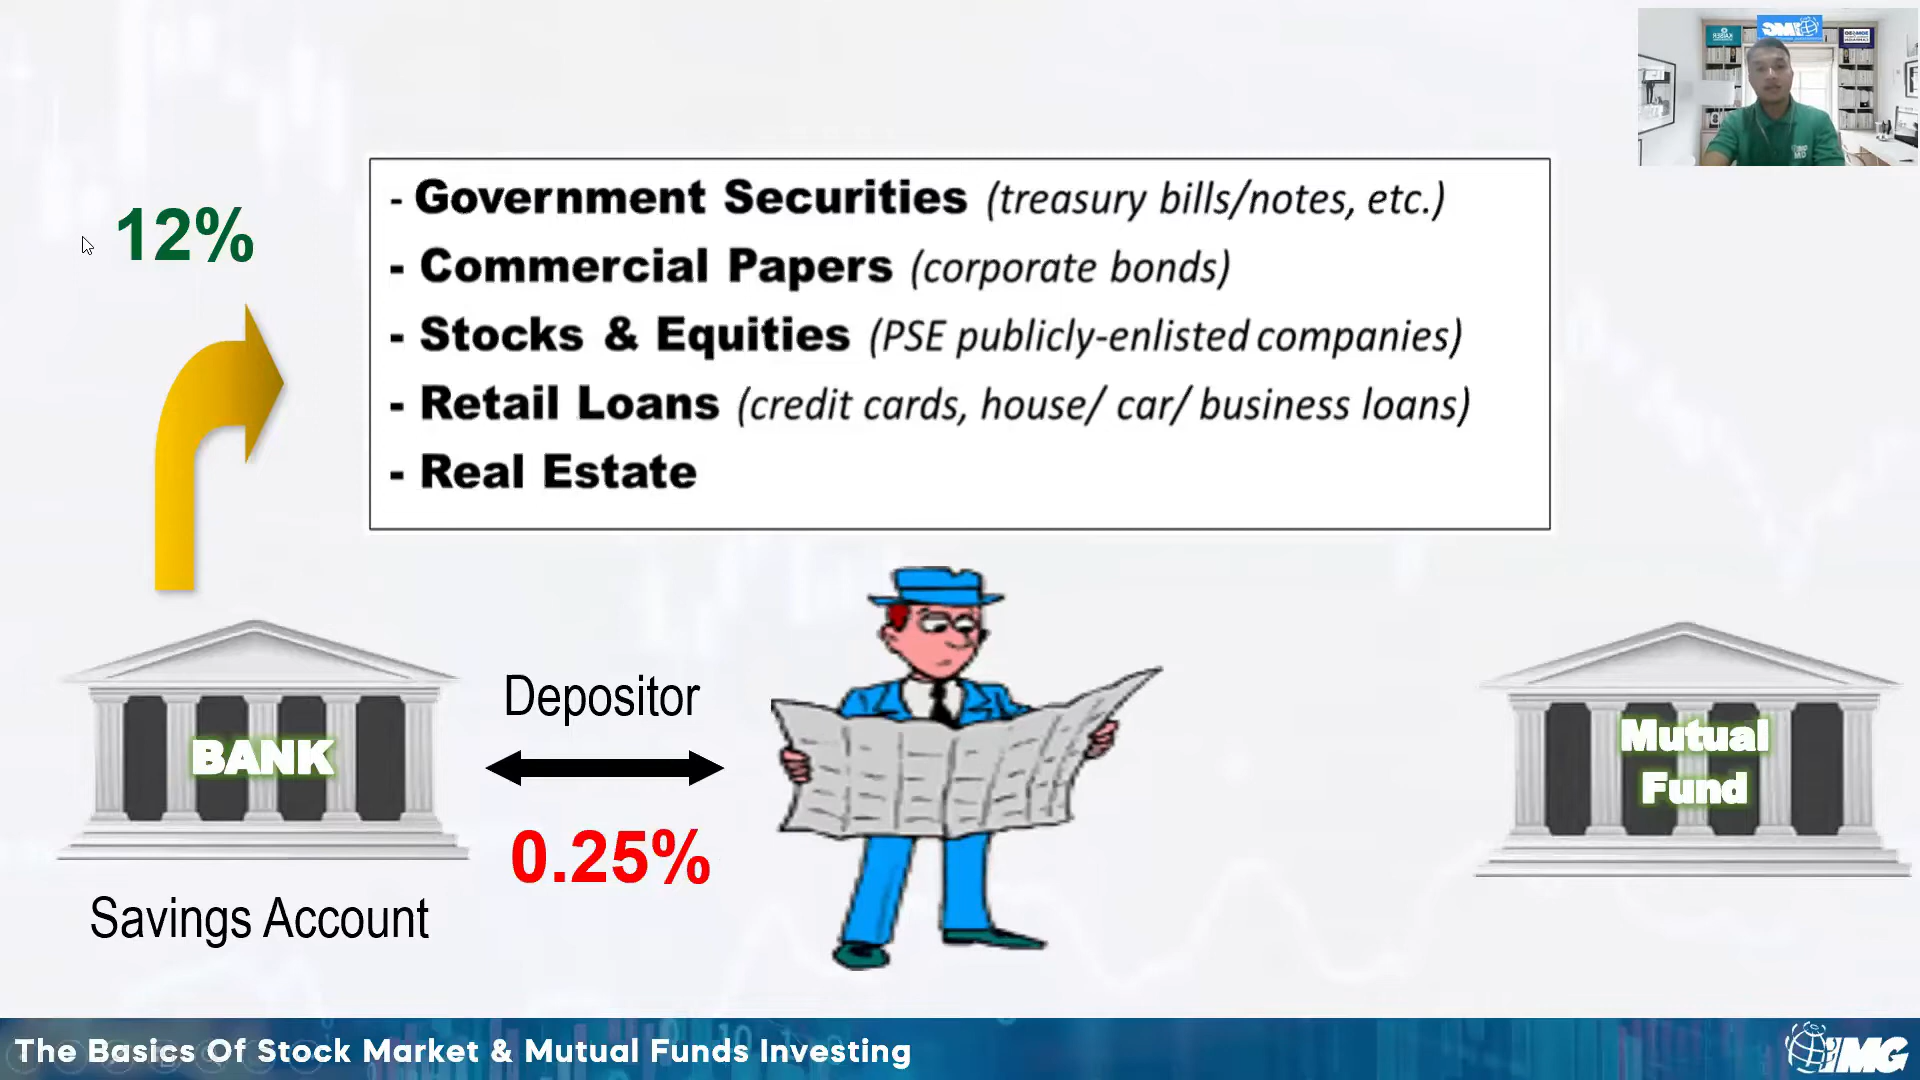 12%
- Government Securities (treasury bills/notes, etc.)
- Commercial Papers (corporate bonds)
- Stocks & Equities (PSE publicly-enlisted companies)
- Retail Loans (credit cards, house/ car/ business loans)
- Real Estate
BANK
Depositor
0.25%
Savings Account
Mutual
Fund
The Basics Of Stock Market & Mutual Funds Investing
IMG